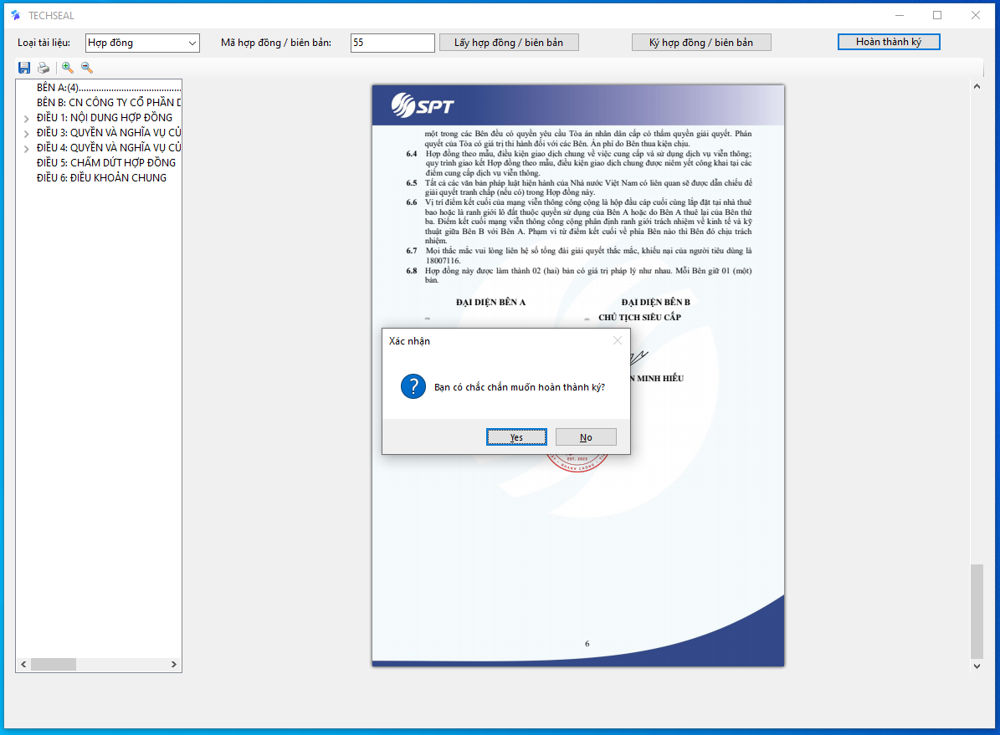 TECHSEAL
Loại tài liệu: Hợp đồng Mã hợp đồng / biên bản: 55 Lấy hợp đồng / biên bản Ký hợp đồng / biên bản Hoàn thành ký
BÊN A:(4)..........................................
BÊN B: CN CÔNG TY CỔ PHẦN D
ĐIỀU 1: NỘI DUNG HỢP ĐỒNG
ĐIỀU 3: QUYỀN VÀ NGHĨA VỤ CỦ
ĐIỀU 4: QUYỀN VÀ NGHĨA VỤ CỦ
ĐIỀU 5: CHẤM DỨT HỢP ĐỒNG
ĐIỀU 6: ĐIỀU KHOẢN CHUNG
SPT
một trong các Bên đều có quyền yêu cầu Tòa án nhân dân cấp có thẩm quyền giải quyết. Phán
quyết của Tòa có giá trị thi hành đối với các Bên. Án phí do Bên thua kiện chịu.
6.4 Hợp đồng theo mẫu, điều kiện giao dịch chung về việc cung cấp và sử dụng dịch vụ viễn thông;
quy trình giao kết Hợp đồng theo mẫu, điều kiện giao dịch chung được niêm yết công khai tại các
điểm cung cấp dịch vụ viễn thông.
6.5 Tất cả các văn bản pháp luật hiện hành của Nhà nước Việt Nam có liên quan sẽ được dẫn chiếu để
giải quyết tranh chấp (nếu có) trong Hợp đồng này.
6.6 Vị trí điểm kết cuối của mạng viễn thông công cộng là hộp đầu cáp cuối cùng lắp đặt tại nhà thuê
bao hoặc là ranh giới lô đất thuộc quyền sử dụng của Bên A hoặc do Bên A thuê lại của Bên thứ
ba. Điểm kết cuối mạng viễn thông công cộng phân định ranh giới trách nhiệm về kinh tế và kỹ
thuật giữa Bên B với Bên A. Phạm vi từ điểm kết cuối về phía Bên nào thì Bên đó chịu trách
nhiệm.
6.7 Mọi thắc mắc vui lòng liên hệ số tổng đài giải quyết thắc mắc, khiếu nại của người tiêu dùng là
18007116.
6.8 Hợp đồng này được làm thành 02 (hai) bản có giá trị pháp lý như nhau. Mỗi Bên giữ 01 (một)
bản.
ĐẠI DIỆN BÊN A ĐẠI DIỆN BÊN B
CHỦ TỊCH SIÊU CẤP
N MINH HIẾU
Xác nhận
Bạn có chắc chắn muốn hoàn thành ký?
Yes No
EST. 2023
NHANH CHÓNG
6